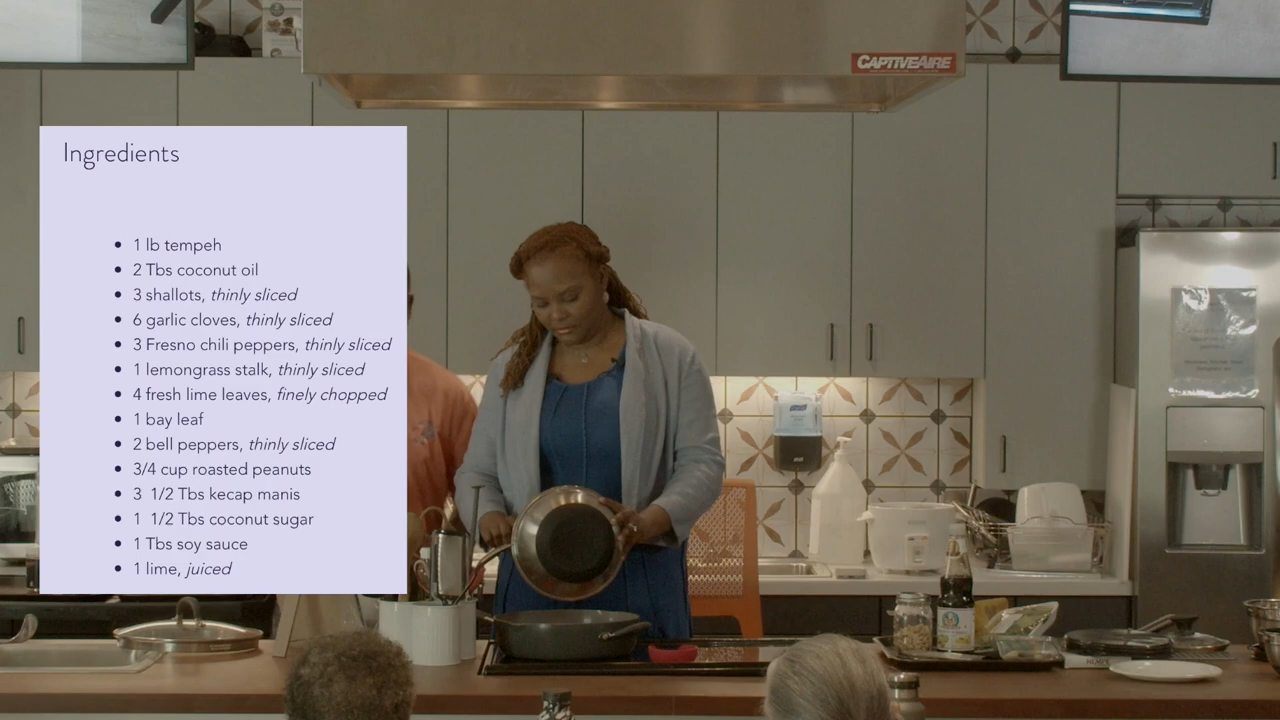 CAPTIVEAIRE
Ingredients
1 lb tempeh
2 Tbs coconut oil
3 shallots, thinly sliced
6 garlic cloves, thinly sliced
3 Fresno chili peppers, thinly sliced
1 lemongrass stalk, thinly sliced
4 fresh lime leaves, finely chopped
1 bay leaf
2 bell peppers, thinly sliced
3/4 cup roasted peanuts
3 1/2 Tbs kecap manis
1 1/2 Tbs coconut sugar
1 Tbs soy sauce
1 lime, juiced